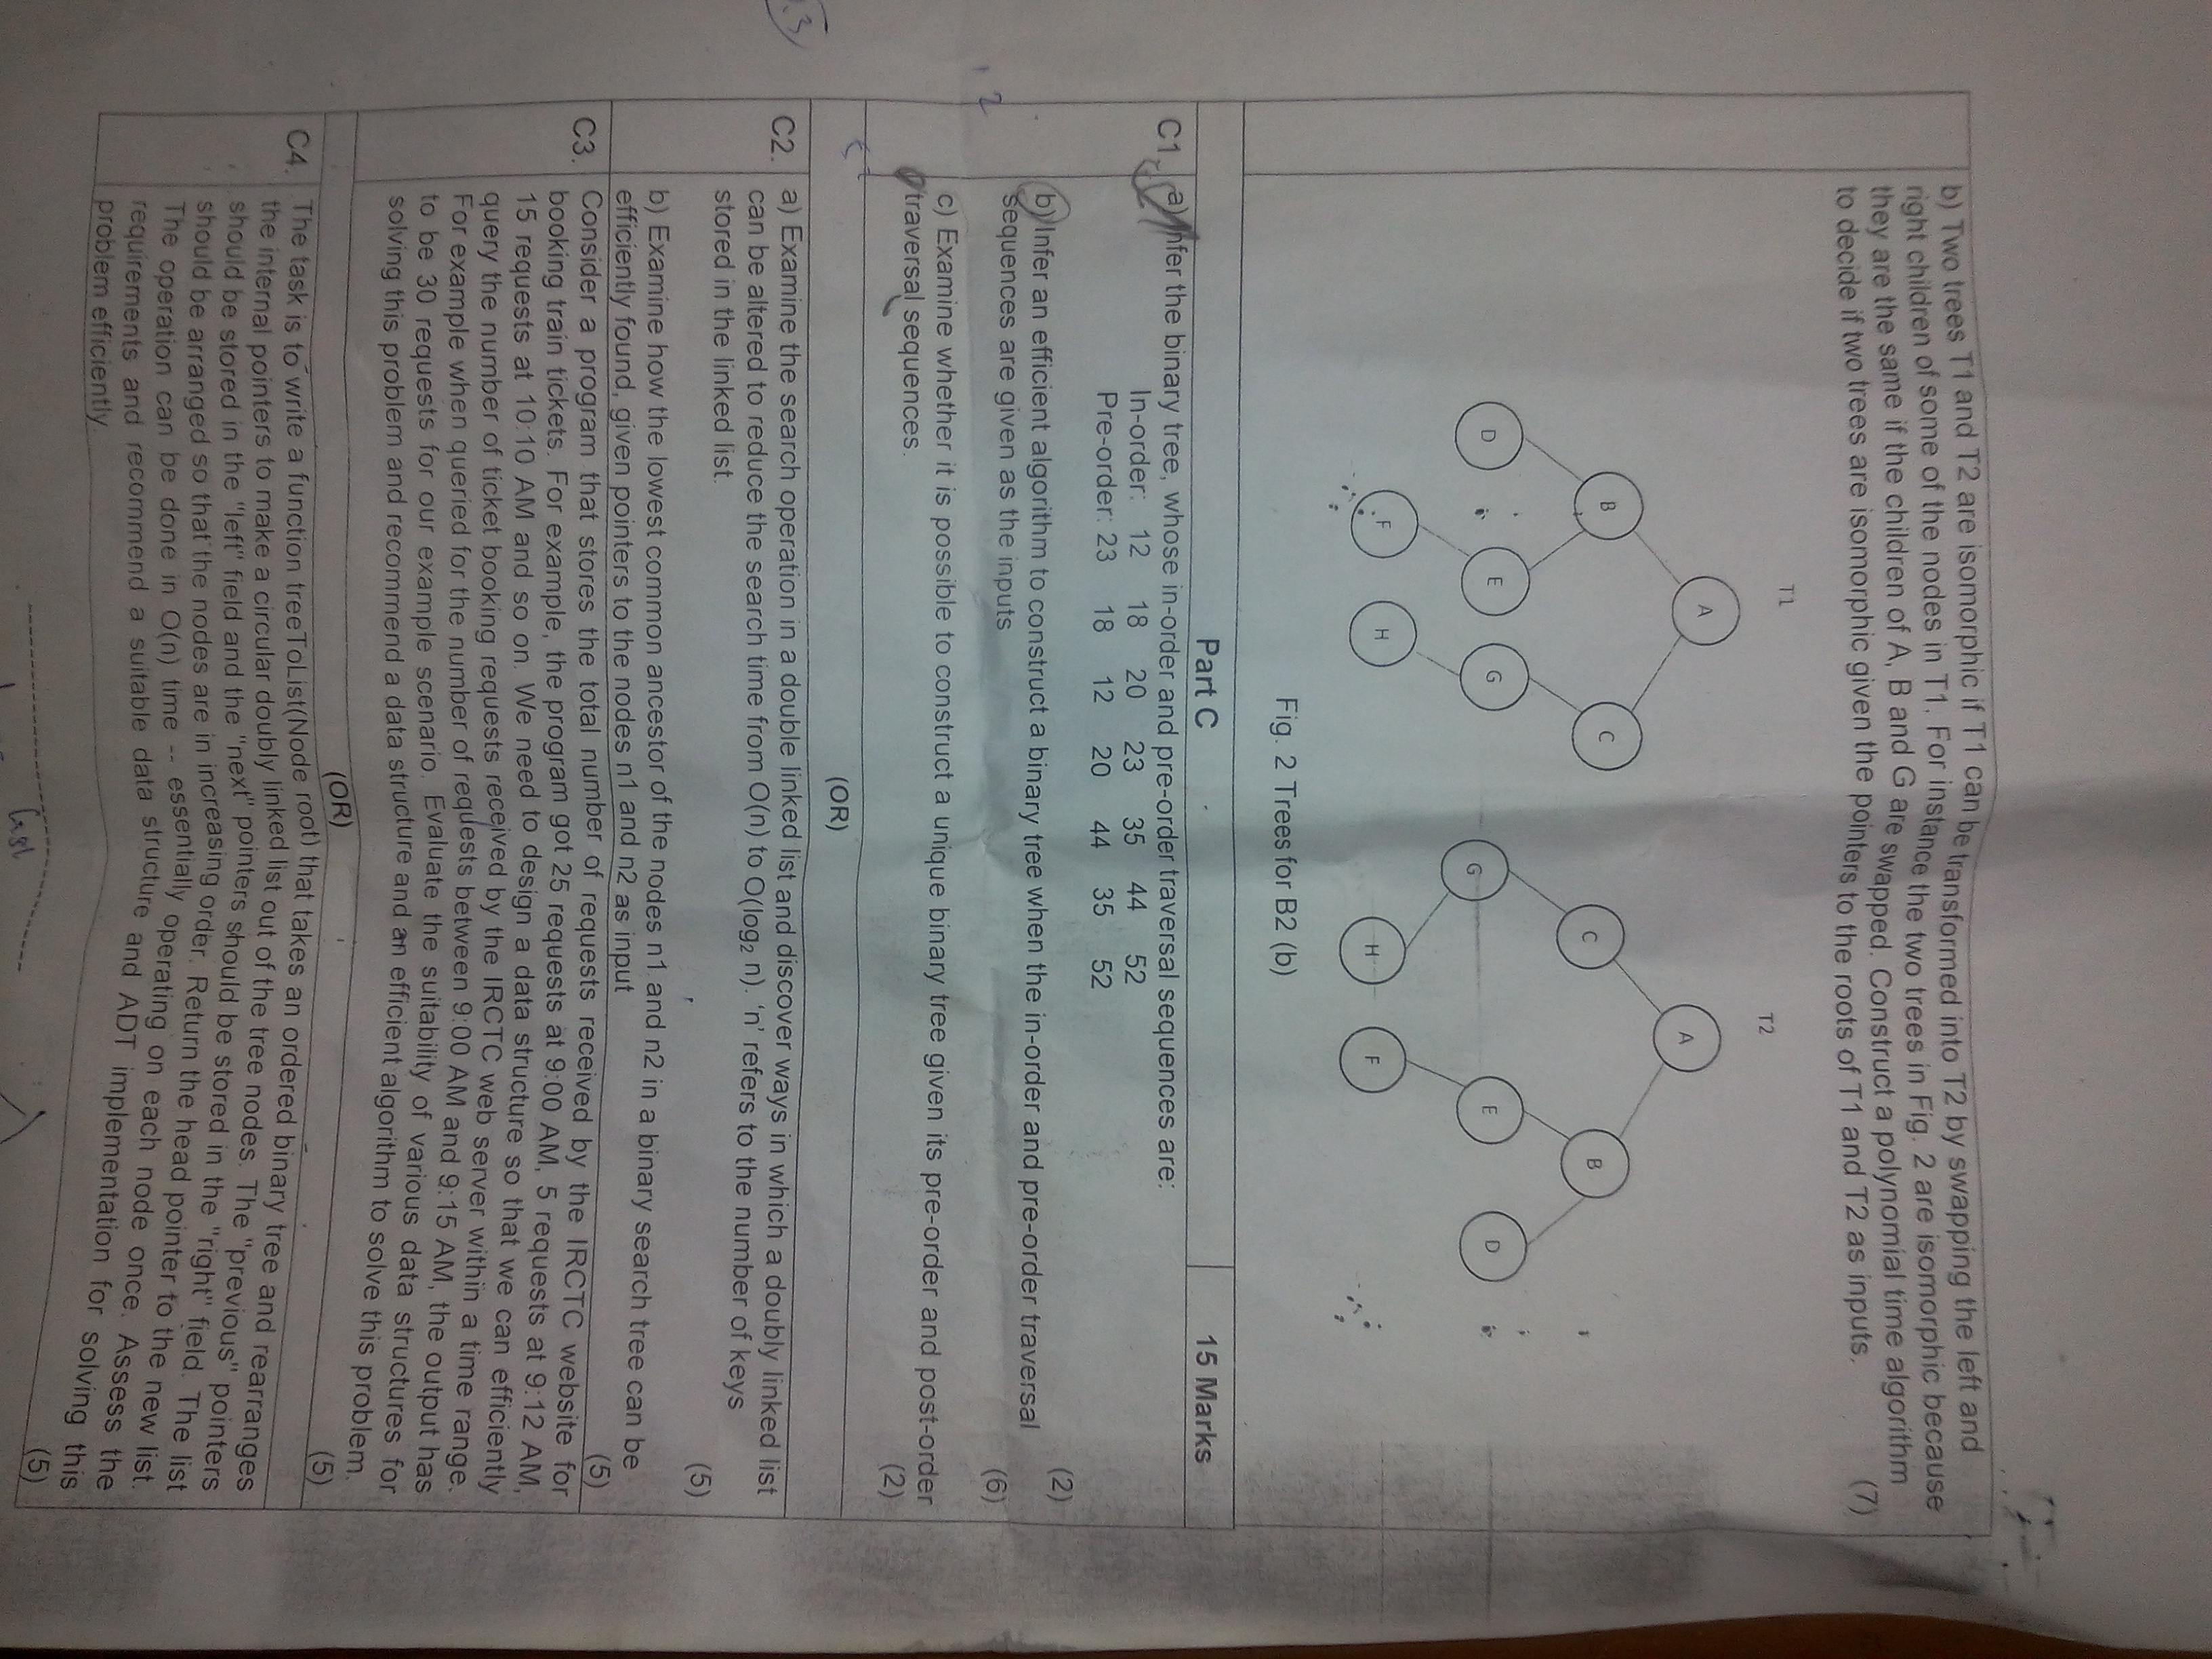 b) Two trees T1 and T2 are isomorphic if T1 can be transformed into T2 by swapping the left and
right children of some of the nodes in T1. For instance the two trees in Fig. 2 are isomorphic because
they are the same if the children of A, B and G are swapped. Construct a polynomial time algorithm
to decide if two trees are isomorphic given the pointers to the roots of T1 and T2 as inputs. (7)
T1 T2
A A
B C C B
D E G G E D
F H H F
Fig. 2 Trees for B2 (b)
Part C 15 Marks
C1. a) Infer the binary tree, whose in-order and pre-order traversal sequences are:
In-order: 12 18 20 23 35 44 52
Pre-order: 23 18 12 20 44 35 52
(2)
b) Infer an efficient algorithm to construct a binary tree when the in-order and pre-order traversal
sequences are given as the inputs (6)
c) Examine whether it is possible to construct a unique binary tree given its pre-order and post-order
traversal sequences. (2)
(OR)
C2. a) Examine the search operation in a double linked list and discover ways in which a doubly linked list
can be altered to reduce the search time from O(n) to O(log₂ n). 'n' refers to the number of keys
stored in the linked list. (5)
b) Examine how the lowest common ancestor of the nodes n1 and n2 in a binary search tree can be
efficiently found, given pointers to the nodes n1 and n2 as input (5)
C3. Consider a program that stores the total number of requests received by the IRCTC website for
booking train tickets. For example, the program got 25 requests at 9:00 AM, 5 requests at 9:12 AM,
15 requests at 10:10 AM and so on. We need to design a data structure so that we can efficiently
query the number of ticket booking requests received by the IRCTC web server within a time range.
For example when queried for the number of requests between 9:00 AM and 9:15 AM, the output has
to be 30 requests for our example scenario. Evaluate the suitability of various data structures for
solving this problem and recommend a data structure and an efficient algorithm to solve this problem.
(5)
(OR)
C4. The task is to write a function treeToList(Node root) that takes an ordered binary tree and rearranges
the internal pointers to make a circular doubly linked list out of the tree nodes. The "previous" pointers
should be stored in the "left" field and the "next" pointers should be stored in the "right" field. The list
should be arranged so that the nodes are in increasing order. Return the head pointer to the new list.
The operation can be done in O(n) time -- essentially operating on each node once. Assess the
requirements and recommend a suitable data structure and ADT implementation for solving this
problem efficiently (5)